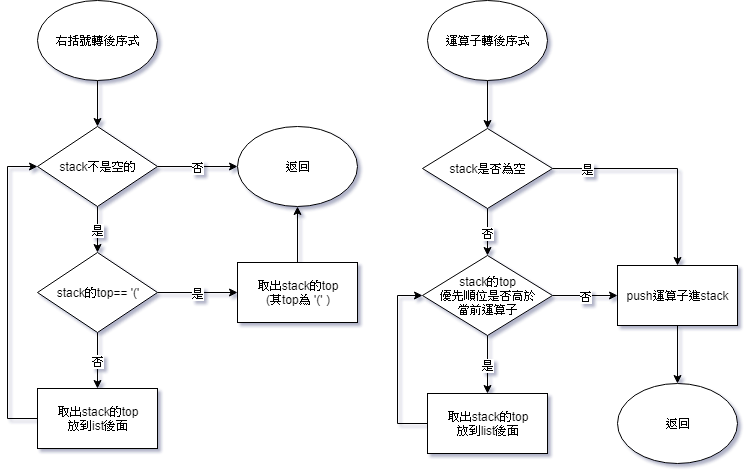 右括號轉後序式
stack不是空的
否
返回
是
stack的top== '('
是
取出stack的top
(其top為 '(' )
否
取出stack的top
放到list後面
運算子轉後序式
stack是否為空
是
否
stack的top
優先順位是否高於
當前運算子
否
push運算子進stack
是
取出stack的top
放到list後面
返回